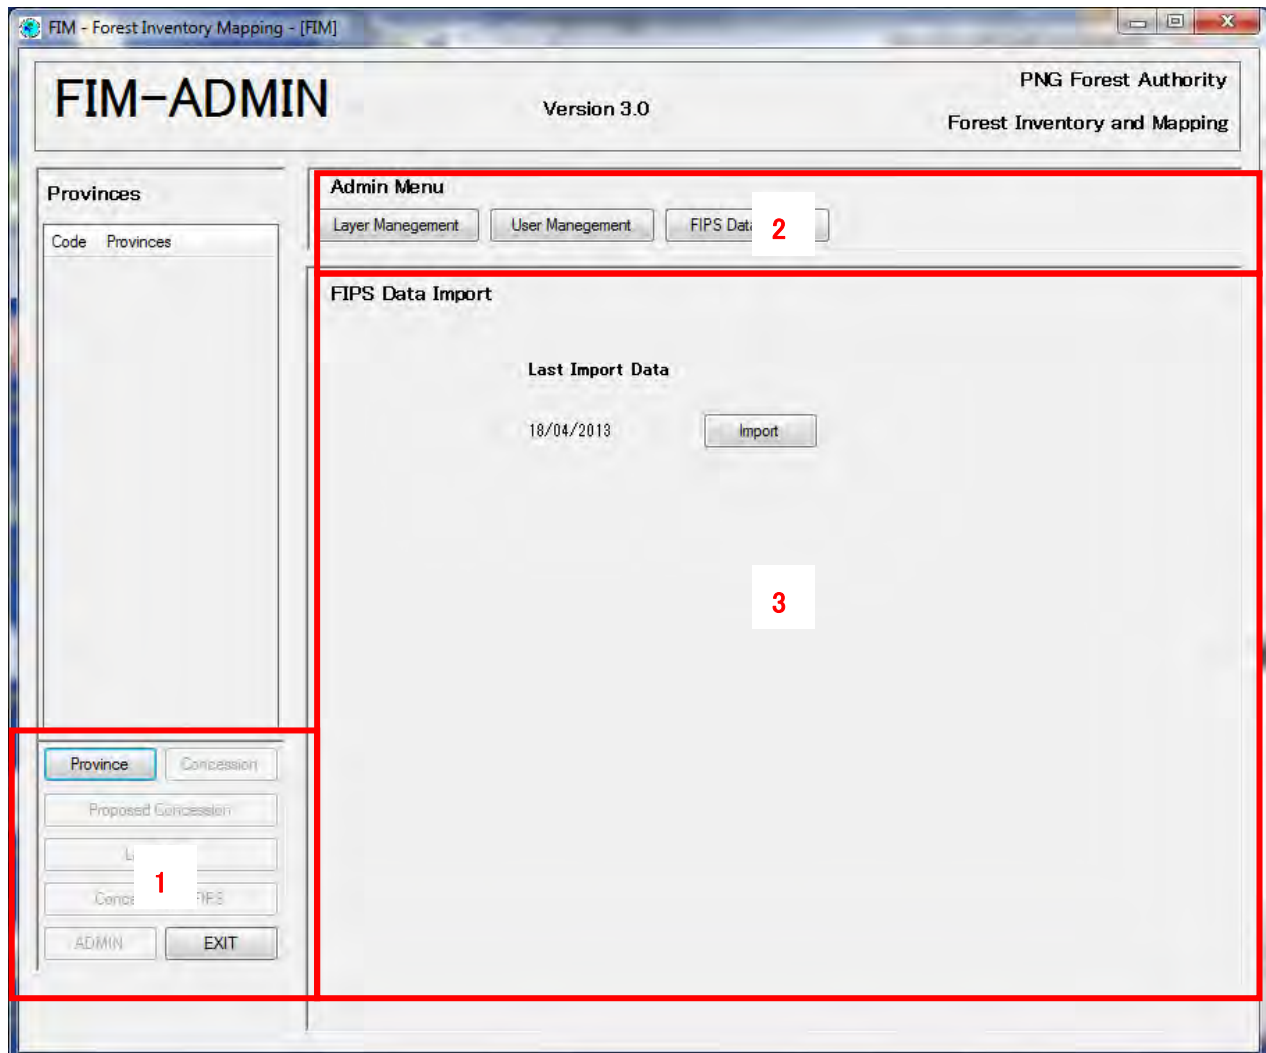 FIM - Forest Inventory Mapping - [FIM]
FIM-ADMIN
Version 3.0
PNG Forest Authority
Forest Inventory and Mapping
Provinces
Code Provinces
Admin Menu
Layer Manegement User Manegement FIPS Data
2
FIPS Data Import
Last Import Data
18/04/2013 Import
3
Province Concession
Proposed Concession
1
ADMIN EXIT